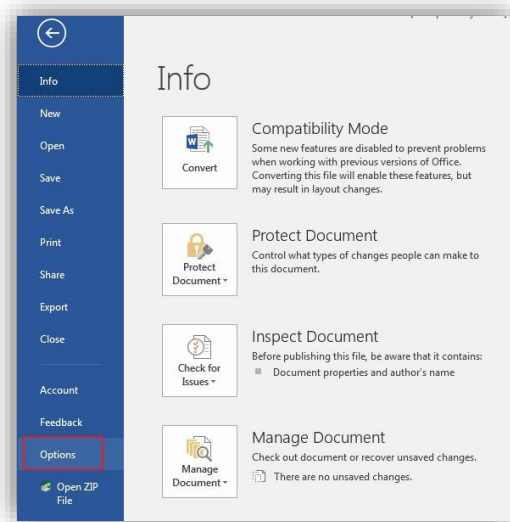 Info
New
Open
Save
Save As
Print
Share
Export
Close
Account
Feedback
Options
Open ZIP
File
Info
Convert
Compatibility Mode
Some new features are disabled to prevent problems
when working with previous versions of Office.
Converting this file will enable these features, but
may result in layout changes.
Protect
Document
Protect Document
Control what types of changes people can make to
this document.
Check for
Issues
Inspect Document
Before publishing this file, be aware that it contains:
Document properties and author's name
Manage
Document
Manage Document
Check out document or recover unsaved changes.
There are no unsaved changes.